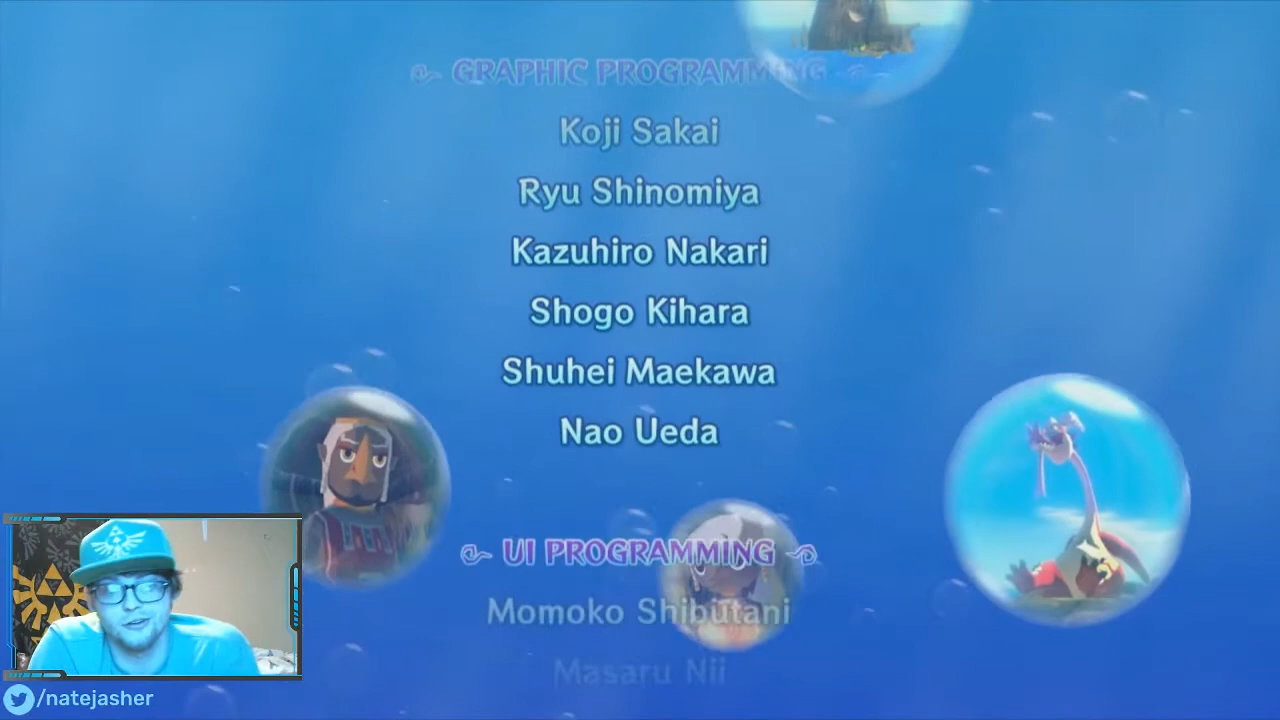 GRAPHIC PROGRAMMING
Koji Sakai
Ryu Shinomiya
Kazuhiro Nakari
Shogo Kihara
Shuhei Maekawa
Nao Ueda
UI PROGRAMMING
Momoko Shibutani
Masaru Nii
/natejasher